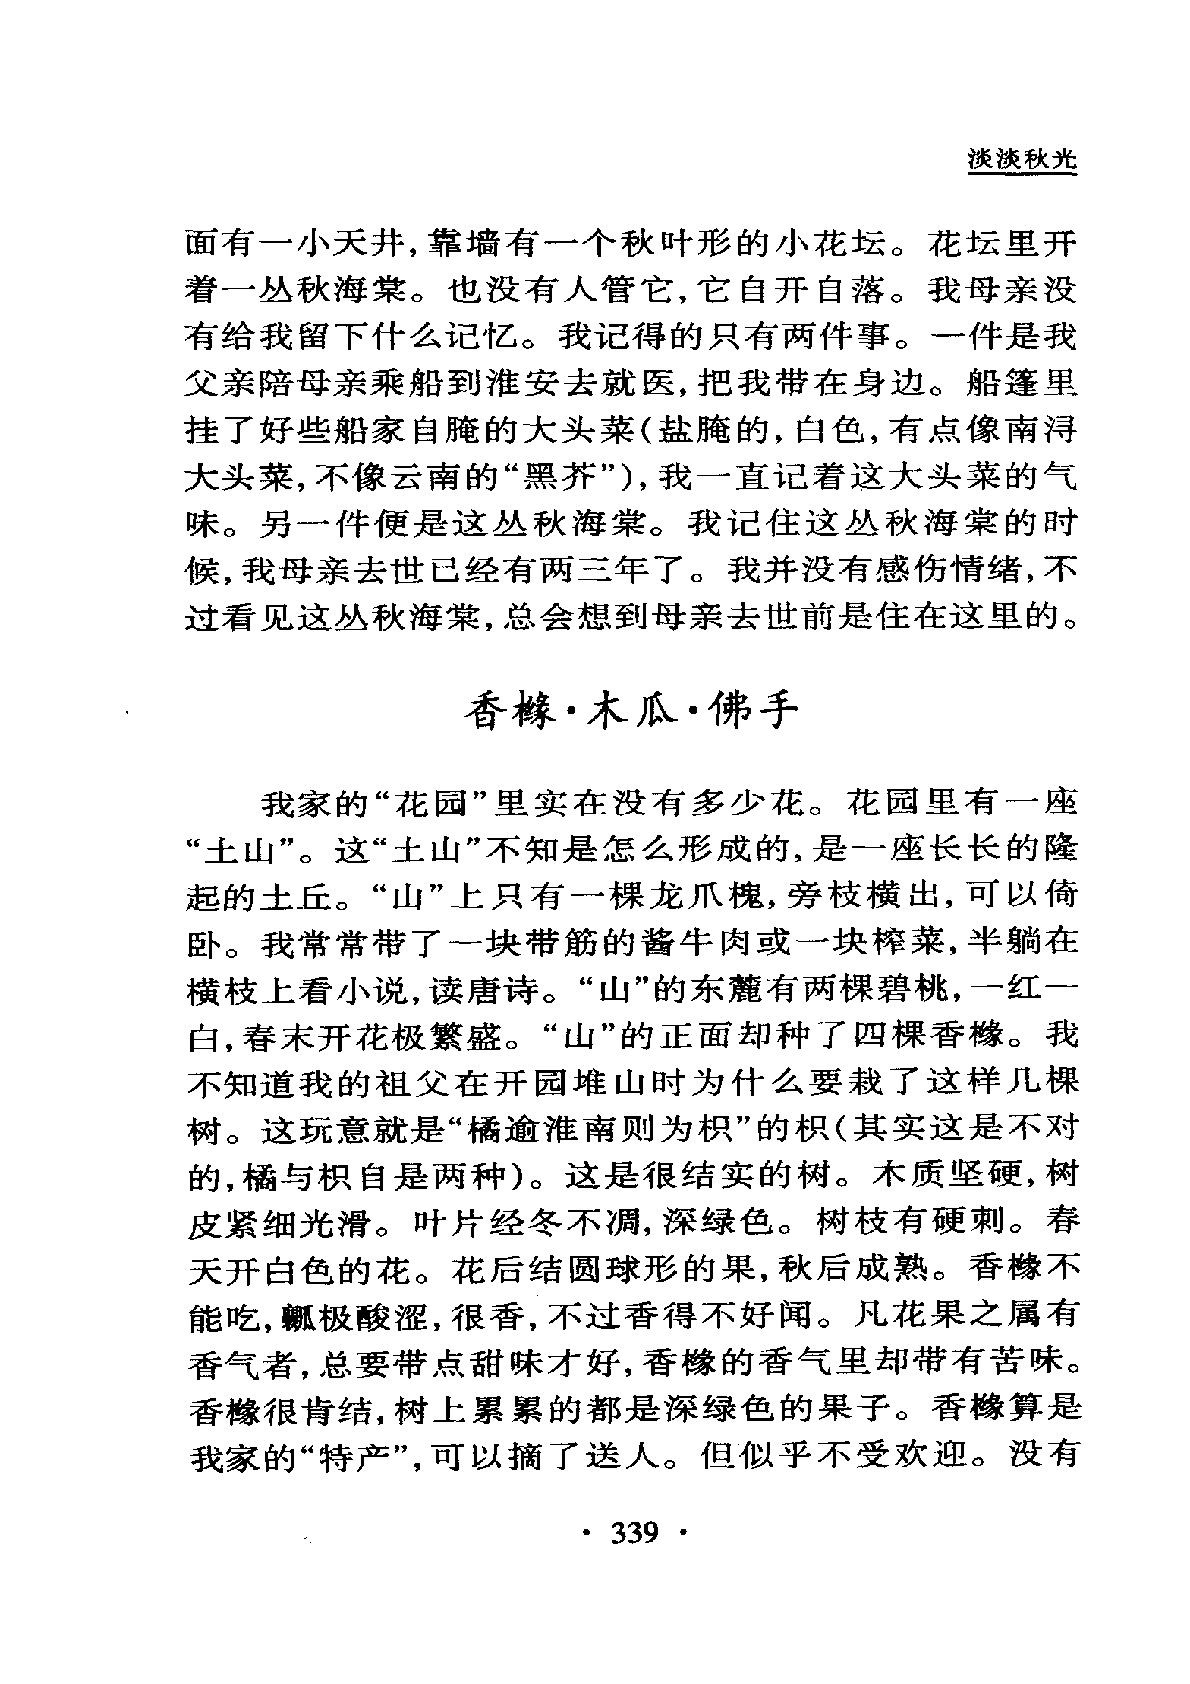 淡淡秋光
面有一小天井,靠墙有一个秋叶形的小花坛。花坛里开
着一丛秋海棠。也没有人管它,它自开自落。我母亲没
有给我留下什么记忆。我记得的只有两件事。一件是我
父亲陪母亲乘船到淮安去就医,把我带在身边。船篷里
挂了好些船家自腌的大头菜(盐腌的,白色,有点像南浔
大头菜,不像云南的“黑芥”),我一直记着这大头菜的气
味。另一件便是这丛秋海棠。我记住这丛秋海棠的时
候,我母亲去世已经有两三年了。我并没有感伤情绪,不
过看见这丛秋海棠,总会想到母亲去世前是住在这里的。
香橼·木瓜·佛手
我家的“花园”里实在没有多少花。花园里有一座
“土山”。这“土山”不知是怎么形成的,是一座长长的隆
起的土丘。“山”上只有一棵龙爪槐,旁枝横出,可以倚
卧。我常常带了一块带筋的酱牛肉或一块榨菜,半躺在
横枝上看小说,读唐诗。“山”的东麓有两棵碧桃,一红一
白,春末开花极繁盛。“山”的正面却种了四棵香橼。我
不知道我的祖父在开园堆山时为什么要栽了这样几棵
树。这玩意就是“橘逾淮南则为枳”的枳(其实这是不对
的,橘与枳自是两种)。这是很结实的树。木质坚硬,树
皮紧细光滑。叶片经冬不凋,深绿色。树枝有硬刺。春
天开白色的花。花后结圆球形的果,秋后成熟。香橼不
能吃,瓤极酸涩,很香,不过香得不好闻。凡花果之属有
香气者,总要带点甜味才好,香橼的香气里却带有苦味。
香橼很肯结,树上累累的都是深绿色的果子。香橼算是
我家的“特产”,可以摘了送人。但似乎不受欢迎。没有
· 339 ·